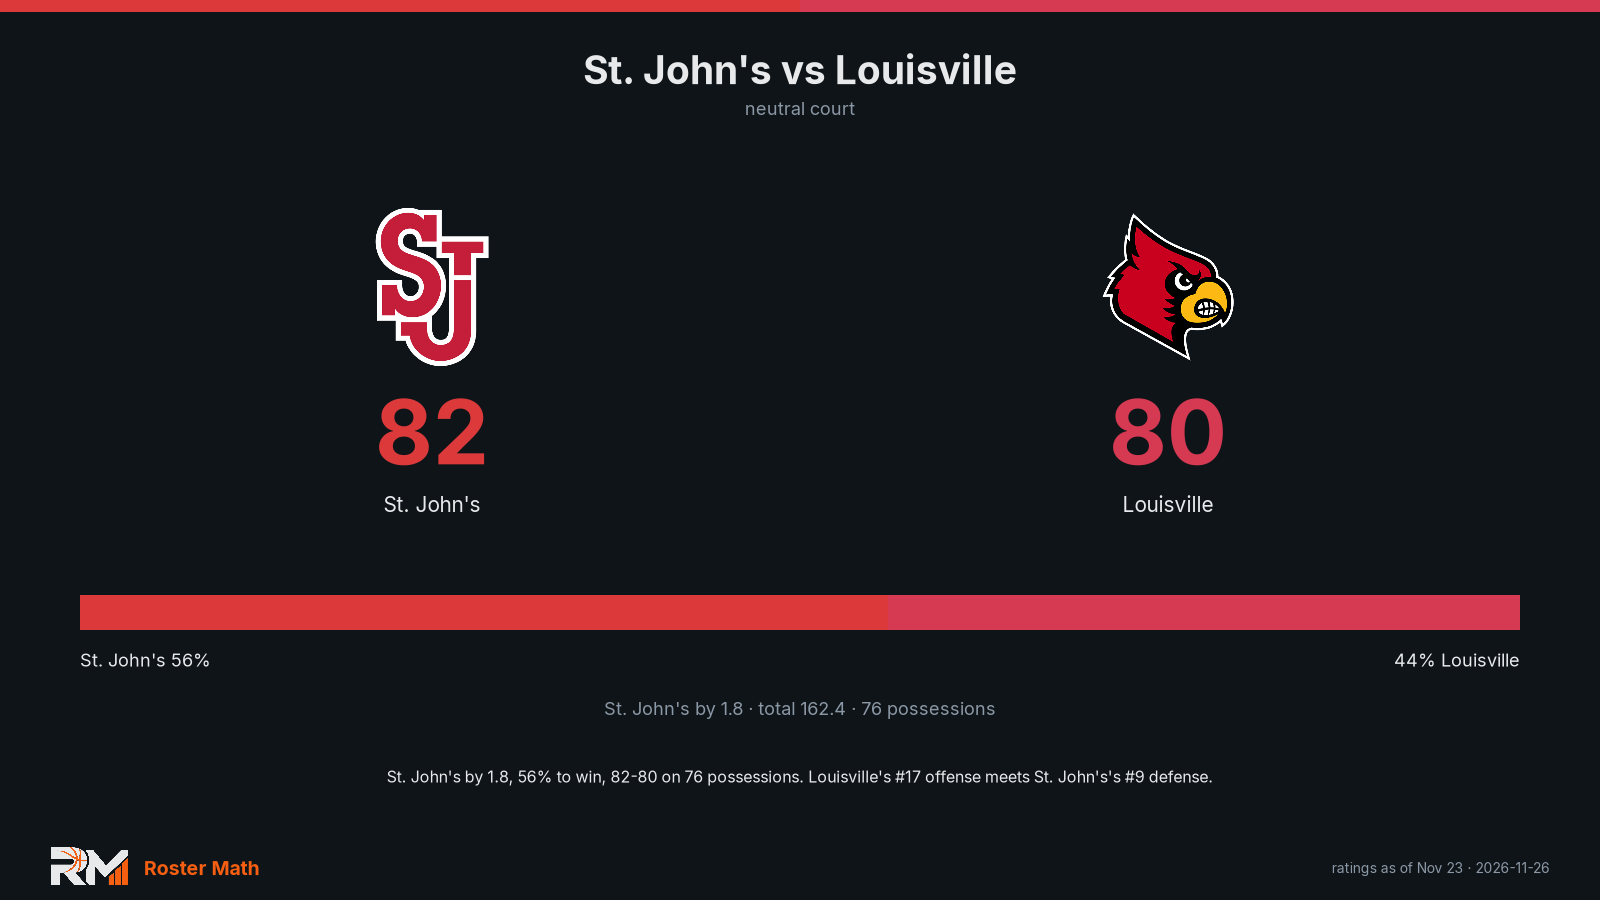 St. John's vs Louisville
neutral court
STJ
82
80
St. John's
Louisville
St. John's 56%
44% Louisville
St. John's by 1.8 · total 162.4 · 76 possessions
St. John's by 1.8, 56% to win, 82-80 on 76 possessions. Louisville's #17 offense meets St. John's's #9 defense.
RM Roster Math
ratings as of Nov 23 · 2026-11-26